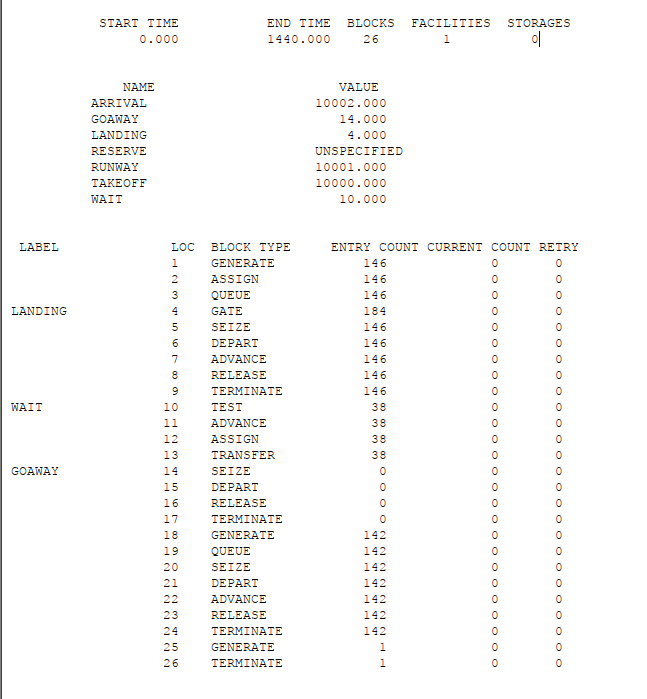 START TIME END TIME BLOCKS FACILITIES STORAGES
0.000 1440.000 26 1 0
NAME VALUE
ARRIVAL 10002.000
GOAWAY 14.000
LANDING 4.000
RESERVE UNSPECIFIED
RUNWAY 10001.000
TAKEOFF 10000.000
WAIT 10.000
LABEL LOC BLOCK TYPE ENTRY COUNT CURRENT COUNT RETRY
1 GENERATE 146 0 0
2 ASSIGN 146 0 0
3 QUEUE 146 0 0
LANDING 4 GATE 184 0 0
5 SEIZE 146 0 0
6 DEPART 146 0 0
7 ADVANCE 146 0 0
8 RELEASE 146 0 0
9 TERMINATE 146 0 0
WAIT 10 TEST 38 0 0
11 ADVANCE 38 0 0
12 ASSIGN 38 0 0
13 TRANSFER 38 0 0
GOAWAY 14 SEIZE 0 0 0
15 DEPART 0 0 0
16 RELEASE 0 0 0
17 TERMINATE 0 0 0
18 GENERATE 142 0 0
19 QUEUE 142 0 0
20 SEIZE 142 0 0
21 DEPART 142 0 0
22 ADVANCE 142 0 0
23 RELEASE 142 0 0
24 TERMINATE 142 0 0
25 GENERATE 1 0 0
26 TERMINATE 1 0 0